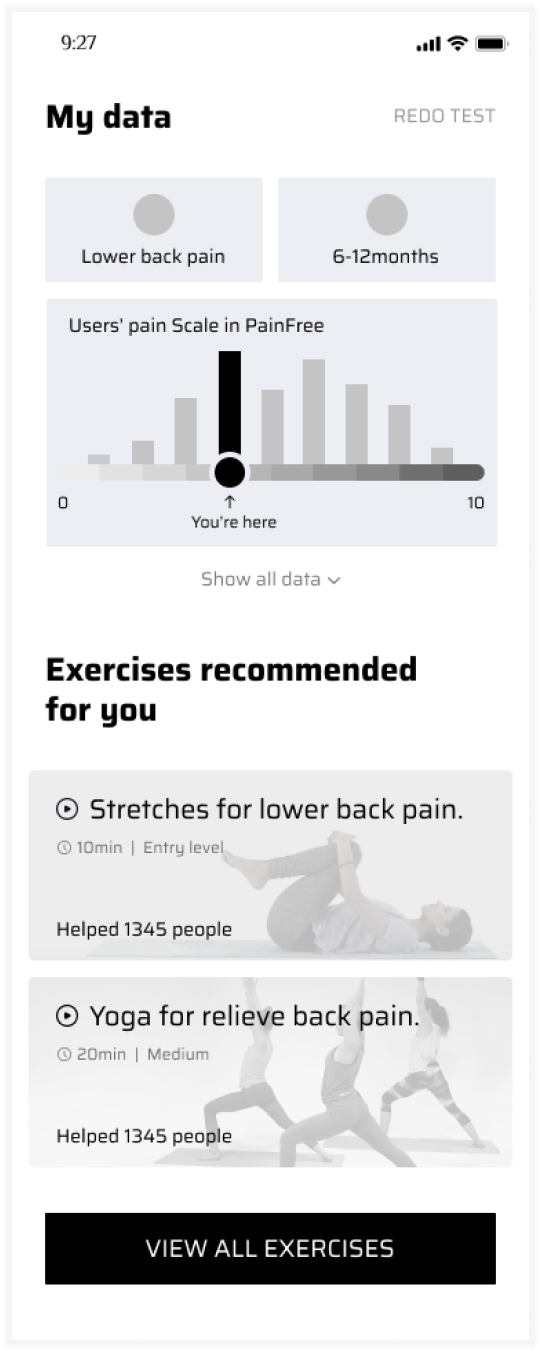 9:27
My data
REDO TEST
Lower back pain
6-12months
Users' pain Scale in PainFree
0
10
You're here
Show all data
Exercises recommended
for you
Stretches for lower back pain.
10min | Entry level
Helped 1345 people
Yoga for relieve back pain.
20min | Medium
Helped 1345 people
VIEW ALL EXERCISES